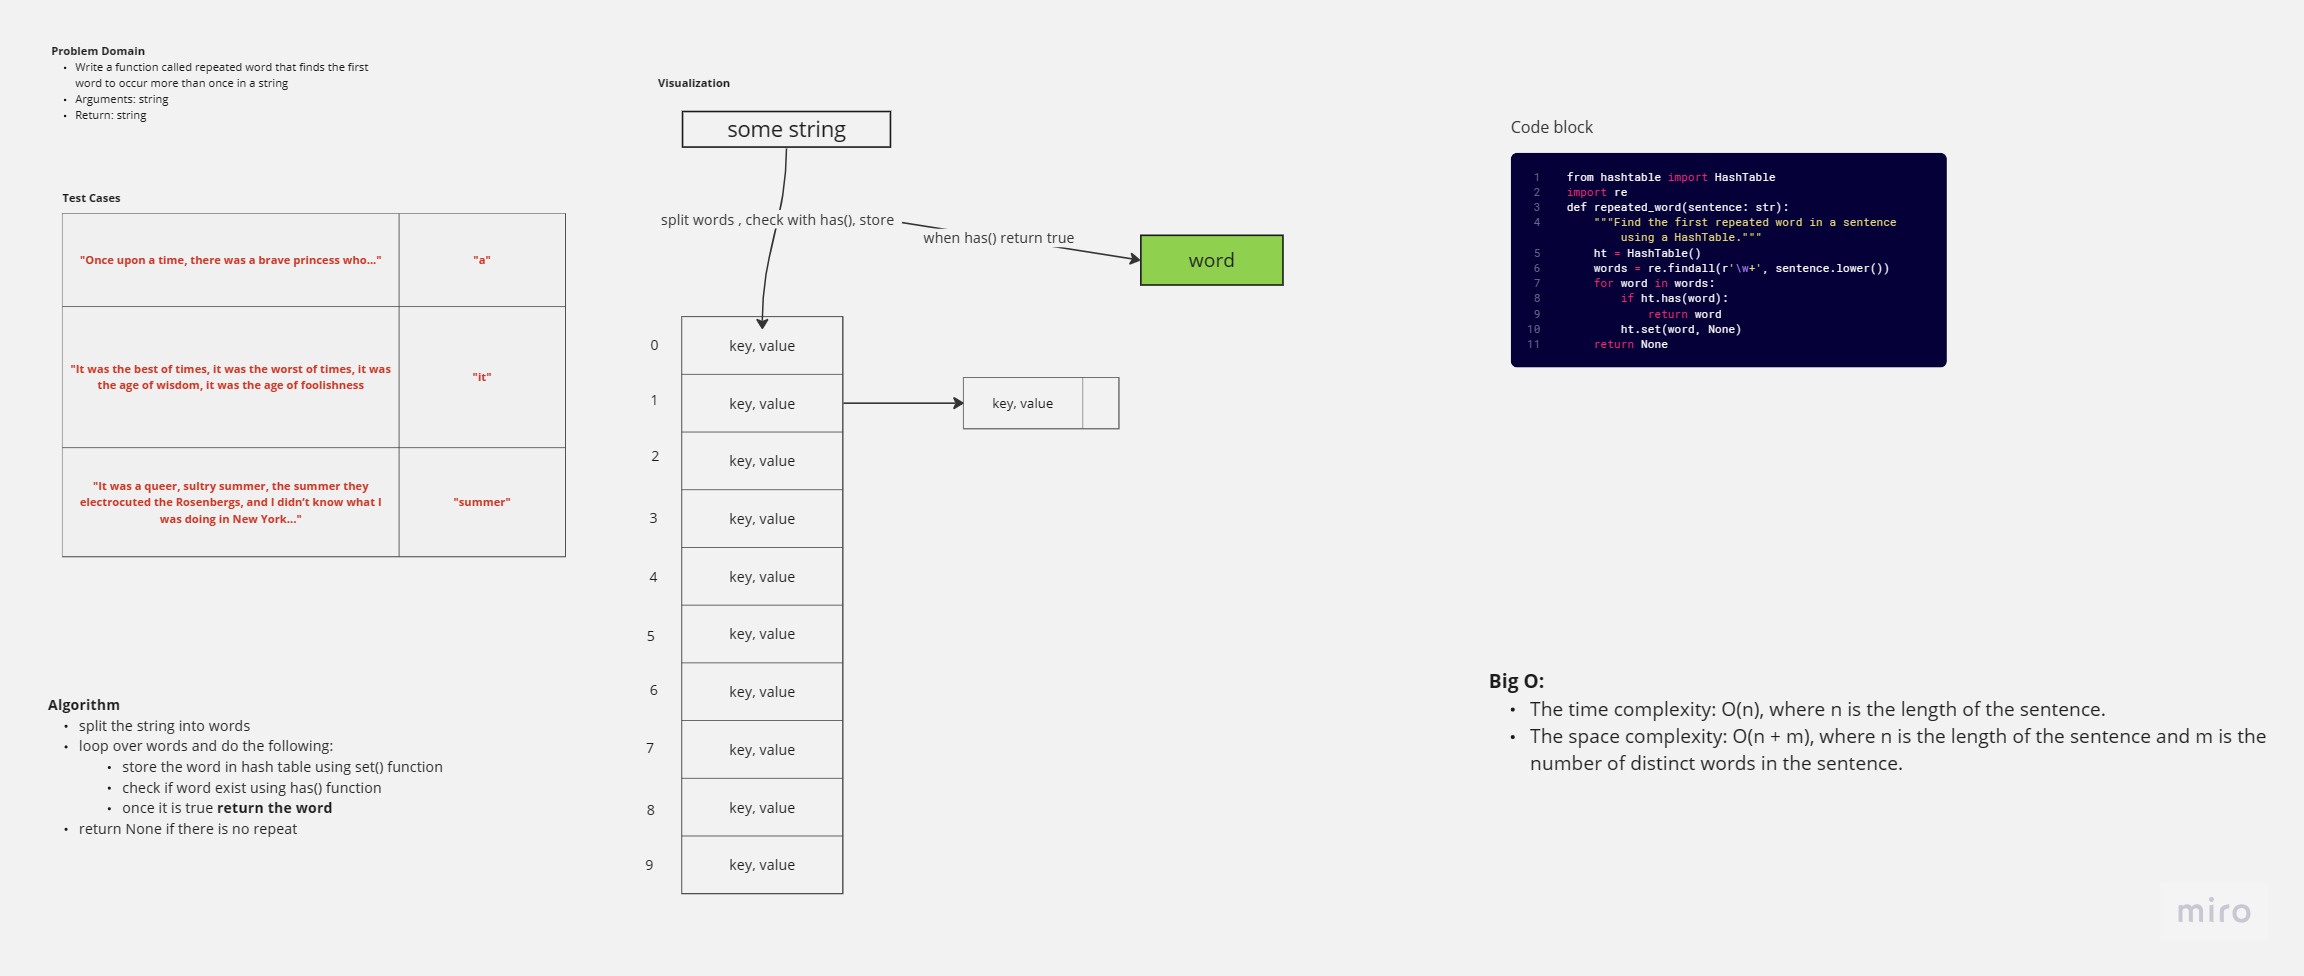 Problem Domain
• Write a function called repeated word that finds the first
word to occur more than once in a string
• Arguments: string
• Return: string
Test Cases
"Once upon a time, there was a brave princess who..."
"a"
"It was the best of times, it was the worst of times, it was
the age of wisdom, it was the age of foolishness
"it"
"It was a queer, sultry summer, the summer they
electrocuted the Rosenbergs, and I didn’t know what I
was doing in New York..."
"summer"
Algorithm
• split the string into words
• loop over words and do the following:
• store the word in hash table using set() function
• check if word exist using has() function
• once it is true return the word
• return None if there is no repeat
Visualization
some string
split words , check with has(), store
when has() return true
word
0
key, value
1
key, value
key, value
2
key, value
3
key, value
4
key, value
5
key, value
6
key, value
7
key, value
8
key, value
9
key, value
Code block
1 from hashtable import HashTable
2 import re
3 def repeated_word(sentence: str):
4 """Find the first repeated word in a sentence
using a HashTable."""
5 ht = HashTable()
6 words = re.findall(r'\w+', sentence.lower())
7 for word in words:
8 if ht.has(word):
9 return word
10 ht.set(word, None)
11 return None
Big O:
• The time complexity: O(n), where n is the length of the sentence.
• The space complexity: O(n + m), where n is the length of the sentence and m is the
number of distinct words in the sentence.
miro